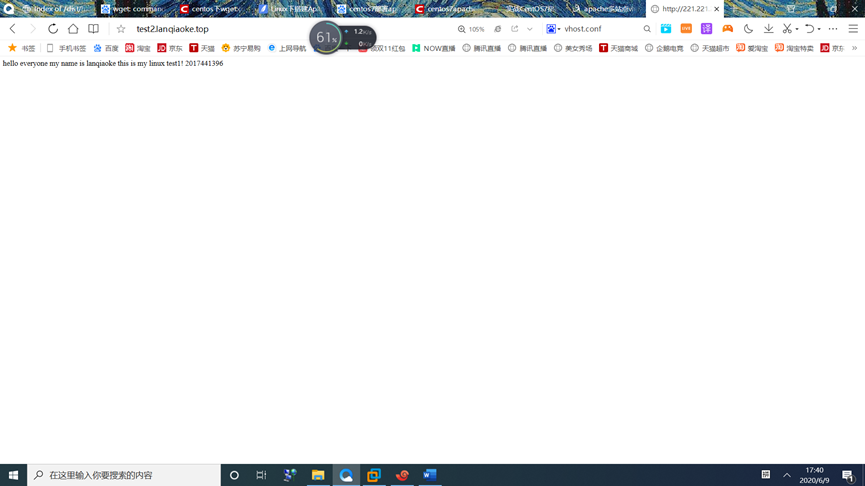 Index of /dist/
wget: comman
centos下wget:
Linux下搭建Ap
centos7搭建ap
centos7apach
实战CentOS7部
apache多站点vi
http://221.221
test2.lanqiaoke.top
105%
vhost.conf
61%
1.2K/s
0K/s
书签 手机书签 百度 淘宝 京东 天猫 苏宁易购 上网导航 双11红包 NOW直播 腾讯直播 腾讯直播 美女秀场 天猫商城 企鹅电竞 天猫超市 爱淘宝 淘宝特卖
hello everyone my name is lanqiaoke this is my linux test1! 2017441396
在这里输入你要搜索的内容
17:40
2020/6/9
1